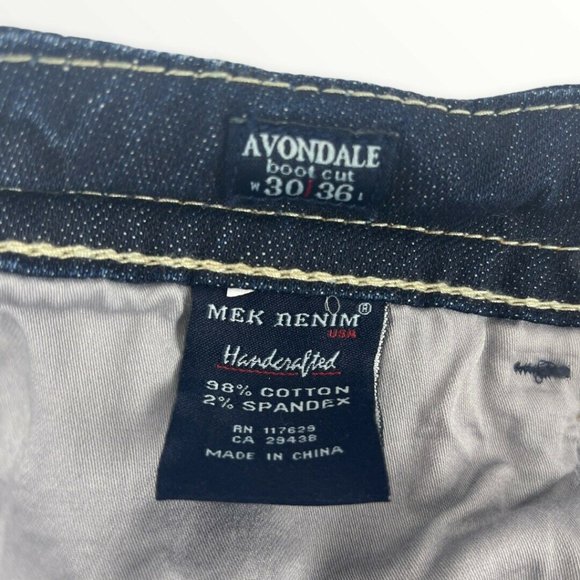 AVONDALE
boot cut
W 30/36 L
MEK DENIM®
USA
Handcrafted
98% COTTON
2% SPANDEX
RN 117629
CA 29438
MADE IN CHINA